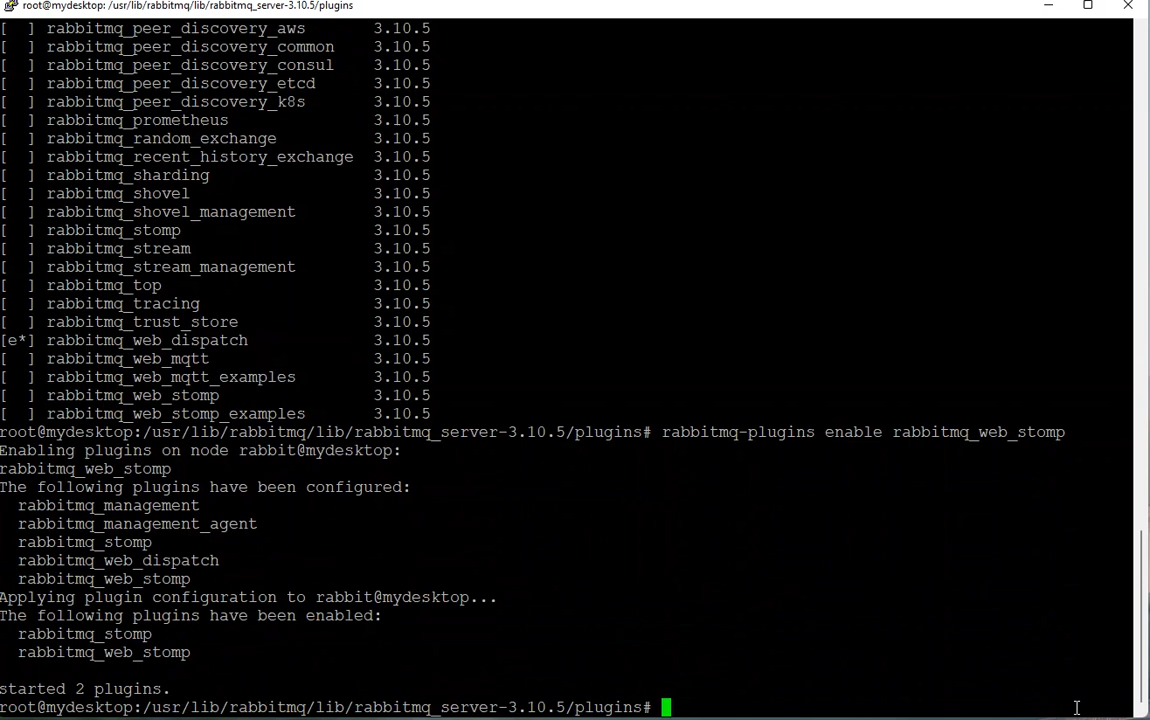 root@mydesktop: /usr/lib/rabbitmq/lib/rabbitmq_server-3.10.5/plugins
[  ] rabbitmq_peer_discovery_aws       3.10.5
[  ] rabbitmq_peer_discovery_common    3.10.5
[  ] rabbitmq_peer_discovery_consul    3.10.5
[  ] rabbitmq_peer_discovery_etcd      3.10.5
[  ] rabbitmq_peer_discovery_k8s       3.10.5
[  ] rabbitmq_prometheus               3.10.5
[  ] rabbitmq_random_exchange          3.10.5
[  ] rabbitmq_recent_history_exchange  3.10.5
[  ] rabbitmq_sharding                 3.10.5
[  ] rabbitmq_shovel                   3.10.5
[  ] rabbitmq_shovel_management        3.10.5
[  ] rabbitmq_stomp                    3.10.5
[  ] rabbitmq_stream                   3.10.5
[  ] rabbitmq_stream_management        3.10.5
[  ] rabbitmq_top                      3.10.5
[  ] rabbitmq_tracing                  3.10.5
[  ] rabbitmq_trust_store              3.10.5
[e*] rabbitmq_web_dispatch             3.10.5
[  ] rabbitmq_web_mqtt                 3.10.5
[  ] rabbitmq_web_mqtt_examples        3.10.5
[  ] rabbitmq_web_stomp                3.10.5
[  ] rabbitmq_web_stomp_examples       3.10.5
root@mydesktop:/usr/lib/rabbitmq/lib/rabbitmq_server-3.10.5/plugins# rabbitmq-plugins enable rabbitmq_web_stomp
Enabling plugins on node rabbit@mydesktop:
rabbitmq_web_stomp
The following plugins have been configured:
  rabbitmq_management
  rabbitmq_management_agent
  rabbitmq_stomp
  rabbitmq_web_dispatch
  rabbitmq_web_stomp
Applying plugin configuration to rabbit@mydesktop...
The following plugins have been enabled:
  rabbitmq_stomp
  rabbitmq_web_stomp
started 2 plugins.
root@mydesktop:/usr/lib/rabbitmq/lib/rabbitmq_server-3.10.5/plugins#